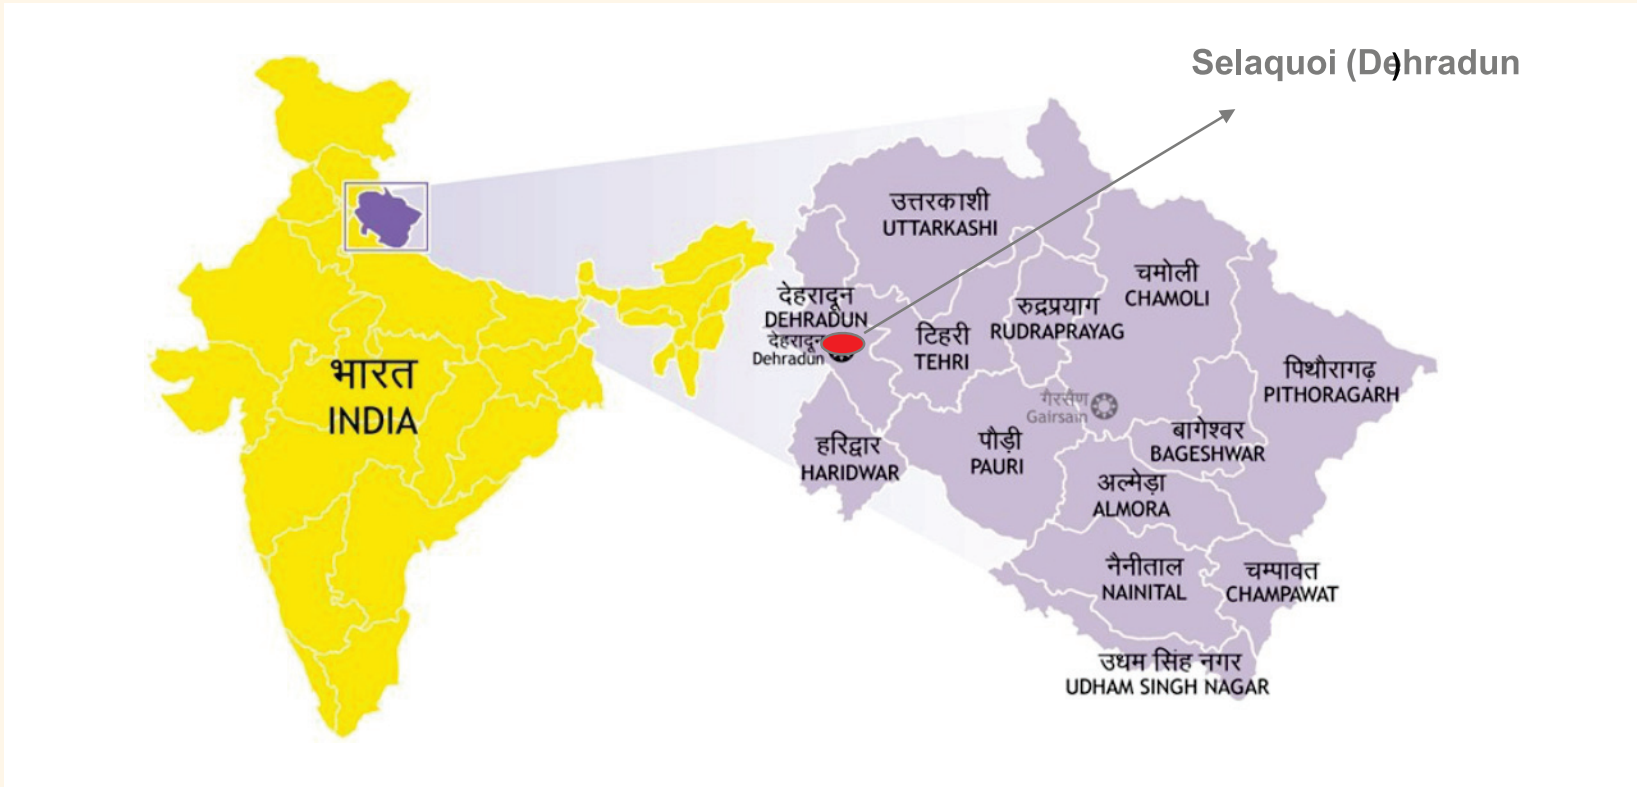 Selaquoi (Dehradun)
भारत
INDIA
उत्तरकाशी
UTTARKASHI
चमोली
CHAMOLI
रुद्रप्रयाग
RUDRAPRAYAG
देहरादून
DEHRADUN
देहरादून
Dehradun
टिहरी
TEHRI
पिथौरागढ़
PITHORAGARH
गैरसैण
Gairsain
हरिद्वार
HARIDWAR
पौड़ी
PAURI
बागेश्वर
BAGESHWAR
अल्मेड़ा
ALMORA
नैनीताल
NAINITAL
चम्पावत
CHAMPAWAT
उधम सिंह नगर
UDHAM SINGH NAGAR